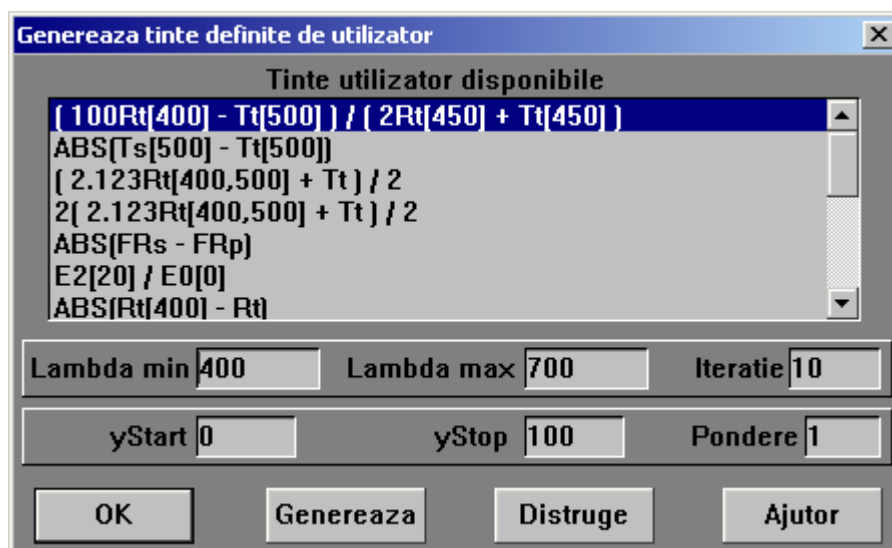 Genereaza tinte definite de utilizator
Tinte utilizator disponibile
( 100Rt[400] - Tt[500] ) / ( 2Rt[450] + Tt[450] )
ABS(Ts[500] - Tt[500])
( 2.123Rt[400,500] + Tt ) / 2
2( 2.123Rt[400,500] + Tt ) / 2
ABS(FRs - FRp)
E2[20] / E0[0]
ABS(Rt[400] - Rt)
Lambda min 400 Lambda max 700 Iteratie 10
yStart 0 yStop 100 Pondere 1
OK Genereaza Distruge Ajutor